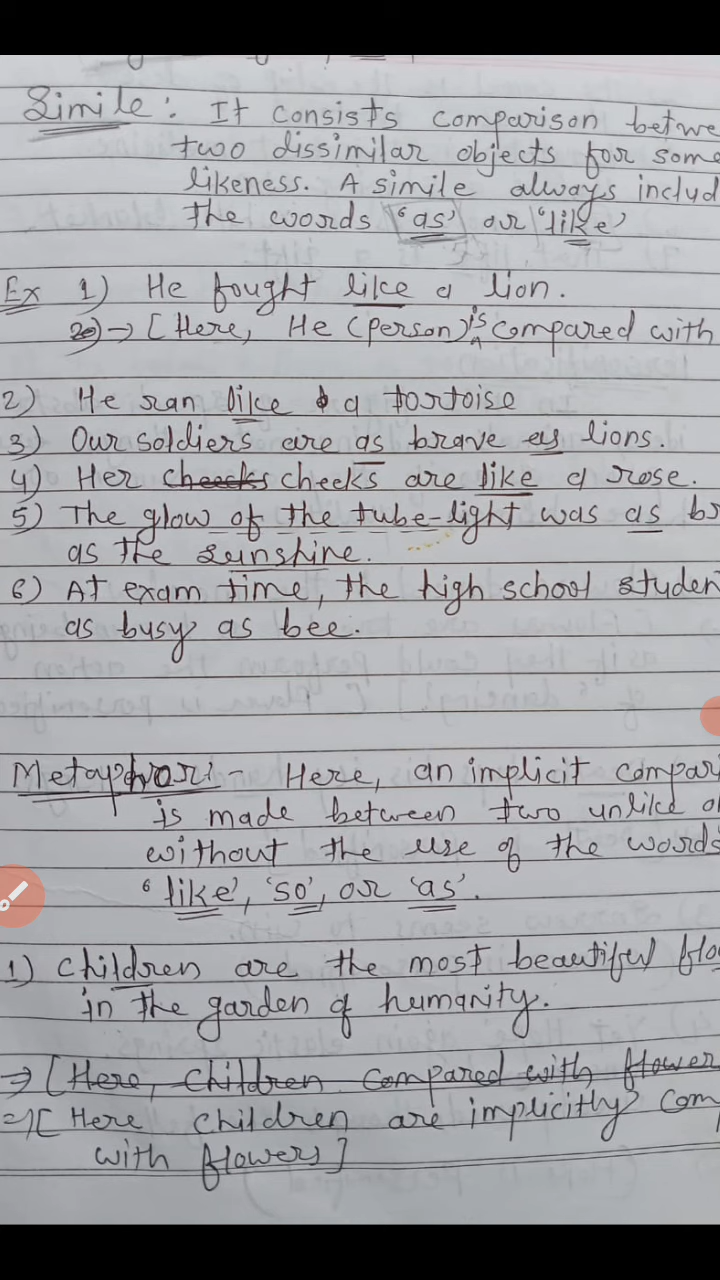 Simile: It consists comparison betwe
two dissimilar objects for some
likeness. A simile always includ
the words 'as' or 'like'
Ex 1) He fought like a lion.
→ [Here, He (person) is compared with
2) He ran like a tortoise
3) Our soldiers are as brave as lions.
4) Her cheeks cheeks are like a rose.
5) The glow of the tube-light was as br
as the sunshine.
6) At exam time, the high school studen
as busy as bee.
Metaphor:- Here, an implicit compari
is made between two unlike o
without the use of the words
'like', 'so', or 'as'.
1) Children are the most beautiful flo
in the garden of humanity.
→ [Here, children compared with flower
=> [Here children are implicitly com
with flowers]